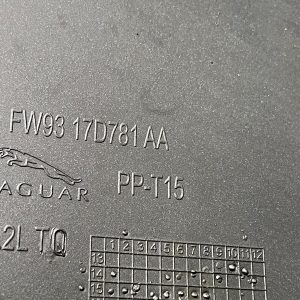 FW93 17D781 AA
JAGUAR PP-T15
.2L TQ
1 2 3 4 5 6 7 8 9 10 11 12
13
14
15